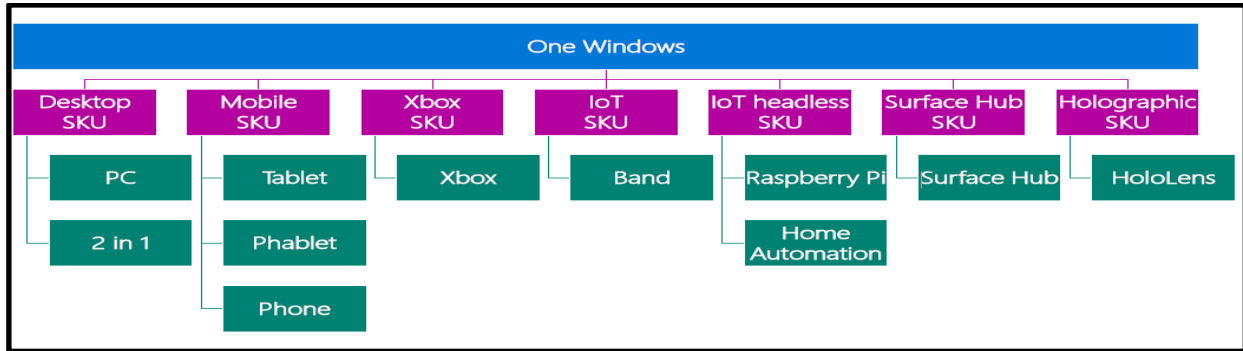 One Windows
Desktop
SKU
Mobile
SKU
Xbox
SKU
IoT
SKU
IoT headless
SKU
Surface Hub
SKU
Holographic
SKU
PC
Tablet
Xbox
Band
Raspberry Pi
Surface Hub
HoloLens
2 in 1
Phablet
Home
Automation
Phone